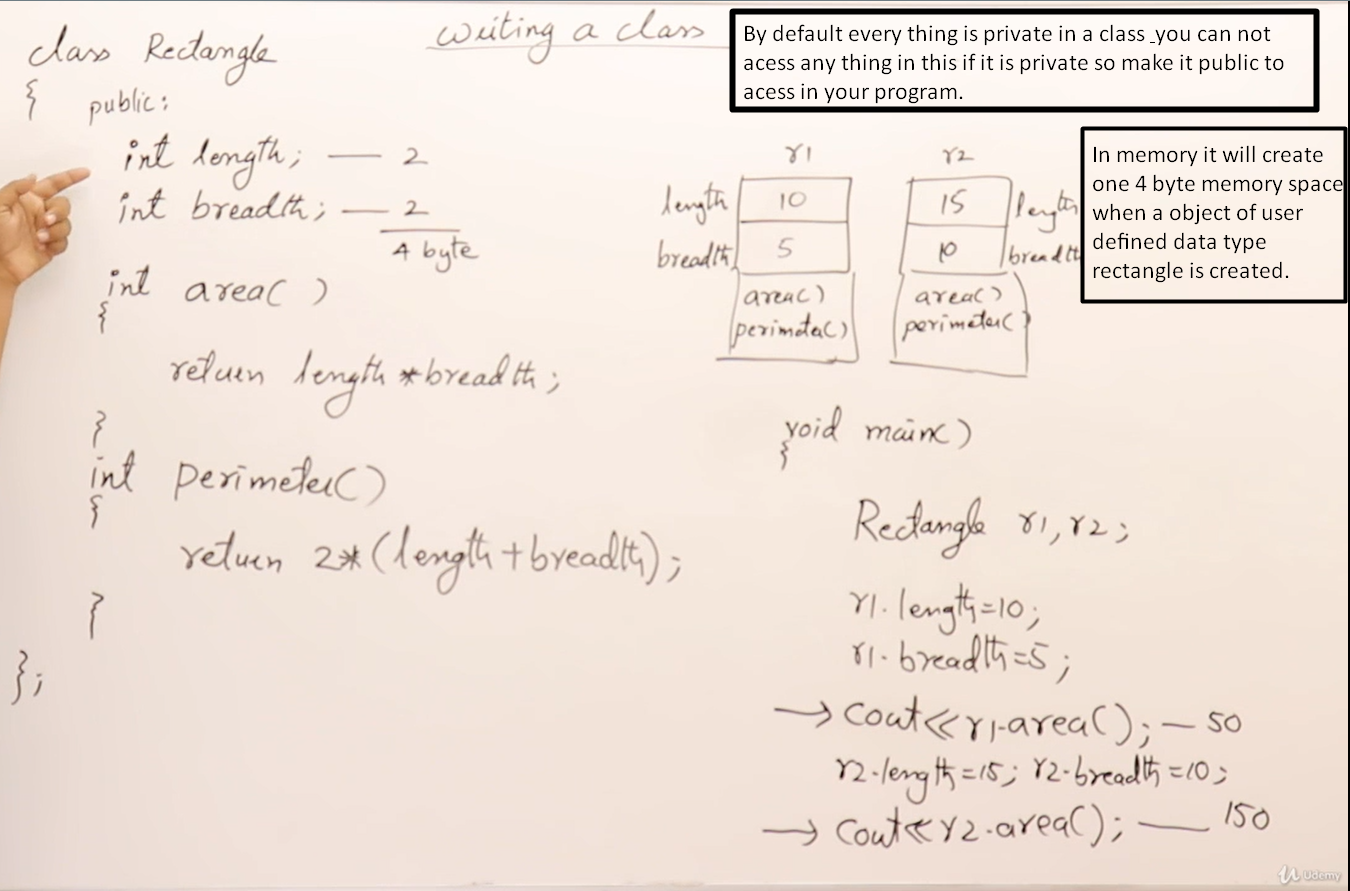 writing a class
By default every thing is private in a class _you can not
acess any thing in this if it is private so make it public to
acess in your program.
class Rectangle
{ public:
int length; — 2
int breadth; — 2
4 byte
int area( )
{
return length *breadth;
}
int perimeter()
{
return 2*(length+breadth);
}
};
r1 r2
length 10 15 length
breadth 5 10 breadth
area() area()
perimeter() perimeter()
In memory it will create
one 4 byte memory space
when a object of user
defined data type
rectangle is created.
void main()
{
Rectangle r1,r2;
r1.length=10;
r1.breadth=5;
→ cout<<r1.area(); — 50
r2.length=15; r2.breadth=10;
→ cout<<r2.area(); — 150
Udemy